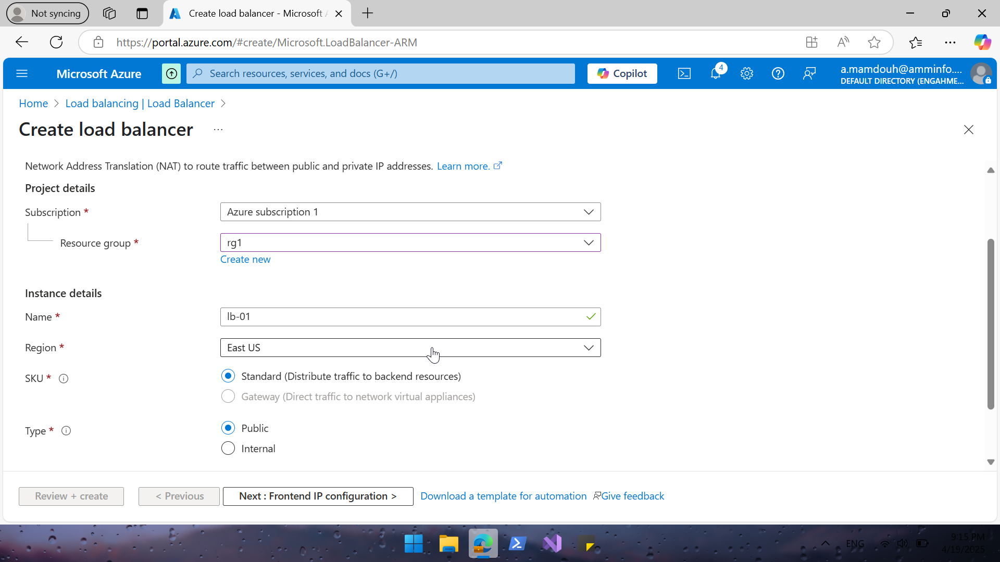 Not syncing
Create load balancer - Microsoft A
https://portal.azure.com/#create/Microsoft.LoadBalancer-ARM
Microsoft Azure
Search resources, services, and docs (G+/)
Copilot
4
a.mamdouh@amminfo....
DEFAULT DIRECTORY (ENGAHME...
Home > Load balancing | Load Balancer >
Create load balancer ...
Network Address Translation (NAT) to route traffic between public and private IP addresses. Learn more.
Project details
Subscription *
Azure subscription 1
Resource group *
rg1
Create new
Instance details
Name *
lb-01
Region *
East US
SKU *
Standard (Distribute traffic to backend resources)
Gateway (Direct traffic to network virtual appliances)
Type *
Public
Internal
Review + create
< Previous
Next : Frontend IP configuration >
Download a template for automation
Give feedback
ENG
9:15 PM
4/19/2025